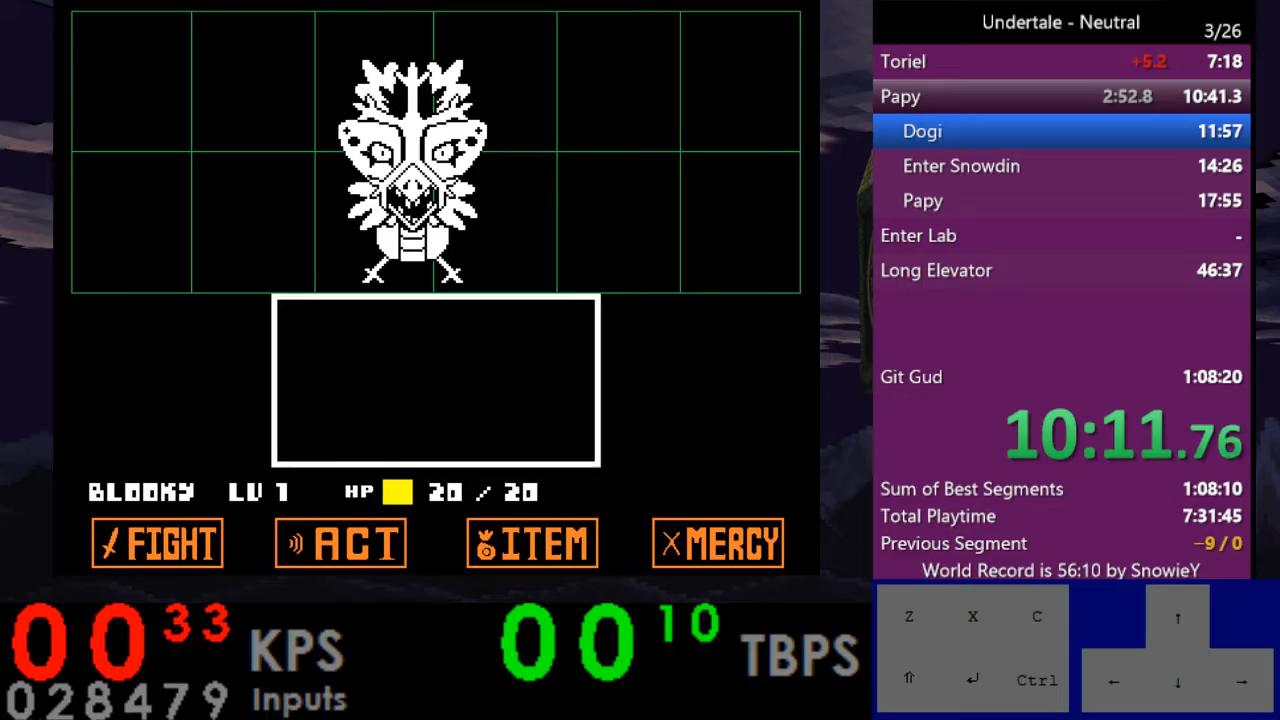 Undertale - Neutral
3/26
Toriel +5.2 7:18
Papy 2:52.8 10:41.3
Dogi 11:57
Enter Snowdin 14:26
Papy 17:55
Enter Lab -
Long Elevator 46:37
Git Gud 1:08:20
10:11.76
Sum of Best Segments 1:08:10
Total Playtime 7:31:45
Previous Segment −9 / 0
World Record is 56:10 by SnowieY
BLOOKY LV 1 HP 20 / 20
FIGHT ACT ITEM MERCY
00 33 KPS
028479 Inputs
00 10 TBPS
Z X C ↑
⇧ ↵ Ctrl ← ↓ →